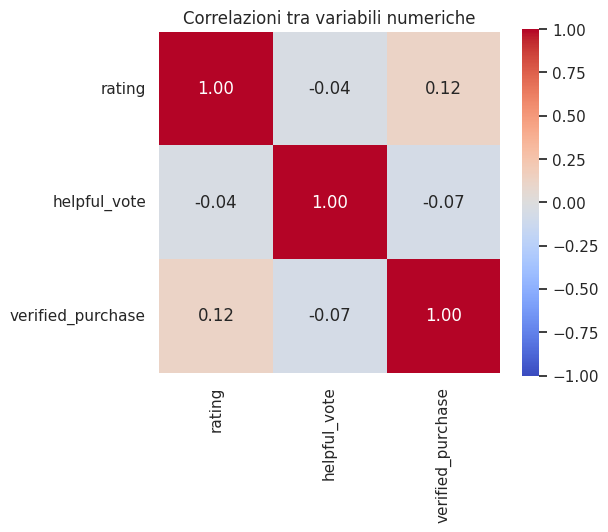 Correlazioni tra variabili numeriche
rating 1.00 -0.04 0.12
helpful_vote -0.04 1.00 -0.07
verified_purchase 0.12 -0.07 1.00
rating
helpful_vote
verified_purchase
1.00
0.75
0.50
0.25
0.00
−0.25
−0.50
−0.75
−1.00